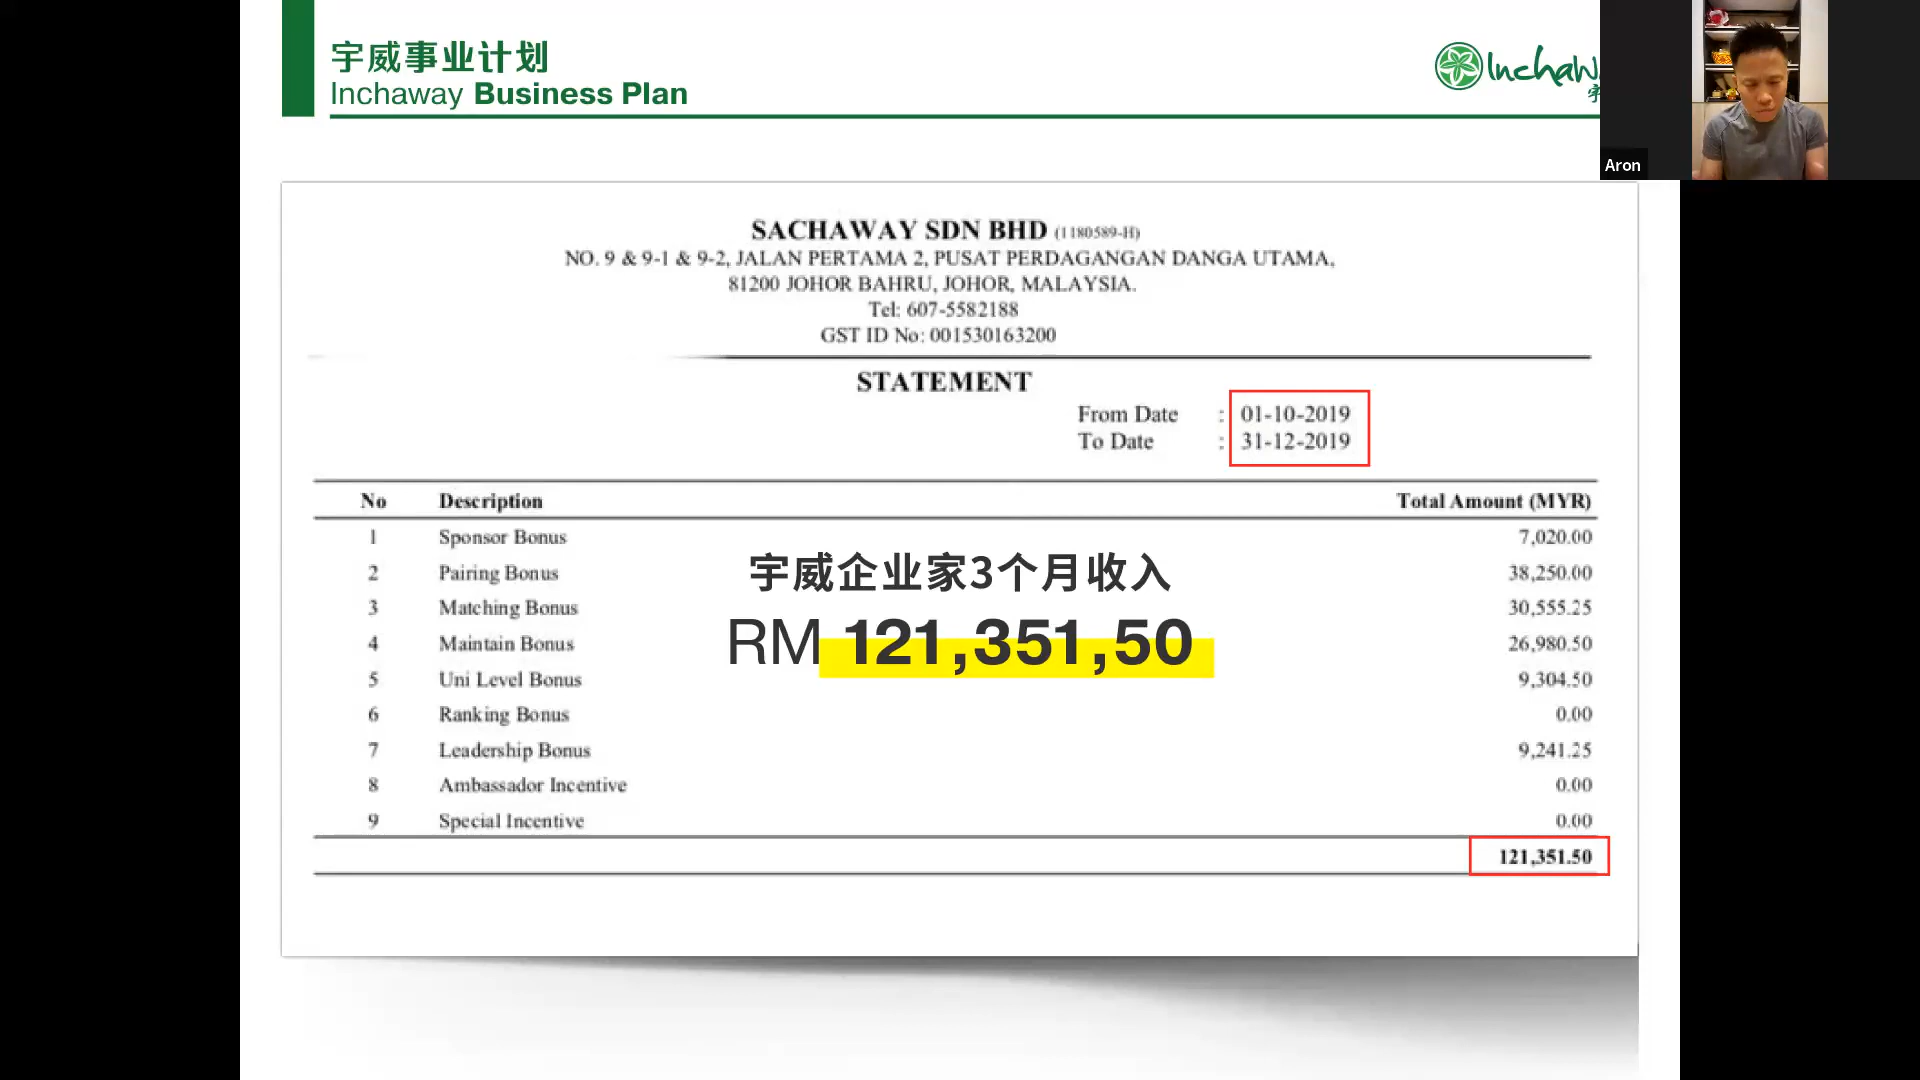 宇威事业计划
Inchaway Business Plan
Aron
SACHAWAY SDN BHD (1180589-H)
NO. 9 & 9-1 & 9-2, JALAN PERTAMA 2, PUSAT PERDAGANGAN DANGA UTAMA,
81200 JOHOR BAHRU, JOHOR, MALAYSIA.
Tel: 607-5582188
GST ID No: 001530163200
STATEMENT
From Date : 01-10-2019
To Date : 31-12-2019
No Description Total Amount (MYR)
1 Sponsor Bonus 7,020.00
2 Pairing Bonus 38,250.00
3 Matching Bonus 30,555.25
4 Maintain Bonus 26,980.50
5 Uni Level Bonus 9,304.50
6 Ranking Bonus 0.00
7 Leadership Bonus 9,241.25
8 Ambassador Incentive 0.00
9 Special Incentive 0.00
121,351.50
宇威企业家3个月收入
RM 121,351,50